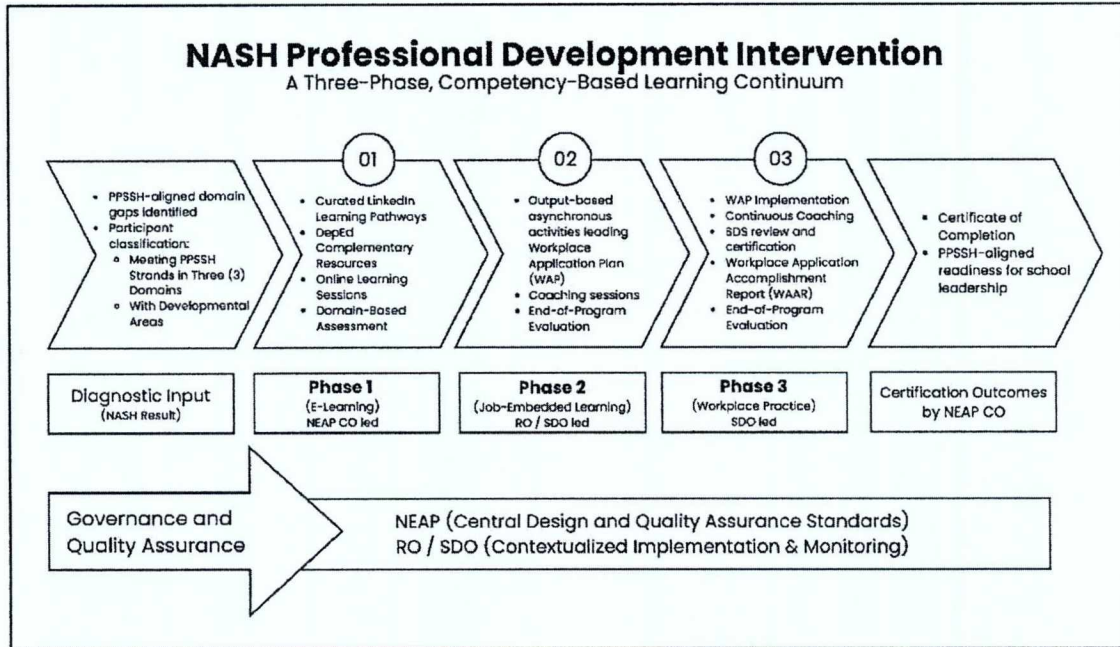 NASH Professional Development Intervention
A Three-Phase, Competency-Based Learning Continuum
• PPSSH-aligned domain
gaps identified
• Participant
classification:
Meeting PPSSH
Strands in Three (3)
Domains
With Developmental
Areas
01
• Curated LinkedIn
Learning Pathways
• DepEd
Complementary
Resources
• Online Learning
Sessions
• Domain-Based
Assessment
02
• Output-based
asynchronous
activities leading
Workplace
Application Plan
(WAP)
• Coaching sessions
• End-of-Program
Evaluation
03
• WAP Implementation
• Continuous Coaching
• SDS review and
certification
• Workplace Application
Accomplishment
Report (WAAR)
• End-of-Program
Evaluation
• Certificate of
Completion
• PPSSH-aligned
readiness for school
leadership
Diagnostic Input
(NASH Result)
Phase 1
(E-Learning)
NEAP CO led
Phase 2
(Job-Embedded Learning)
RO / SDO led
Phase 3
(Workplace Practice)
SDO led
Certification Outcomes
by NEAP CO
Governance and
Quality Assurance
NEAP (Central Design and Quality Assurance Standards)
RO / SDO (Contextualized Implementation & Monitoring)